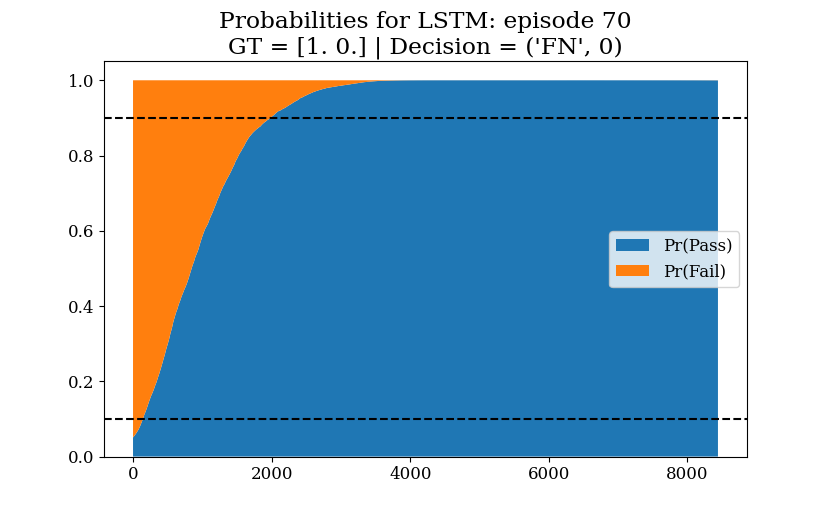 Probabilities for LSTM: episode 70
GT = [1. 0.] | Decision = ('FN', 0)
1.0
0.8
0.6
0.4
0.2
0.0
Pr(Pass)
Pr(Fail)
0
2000
4000
6000
8000